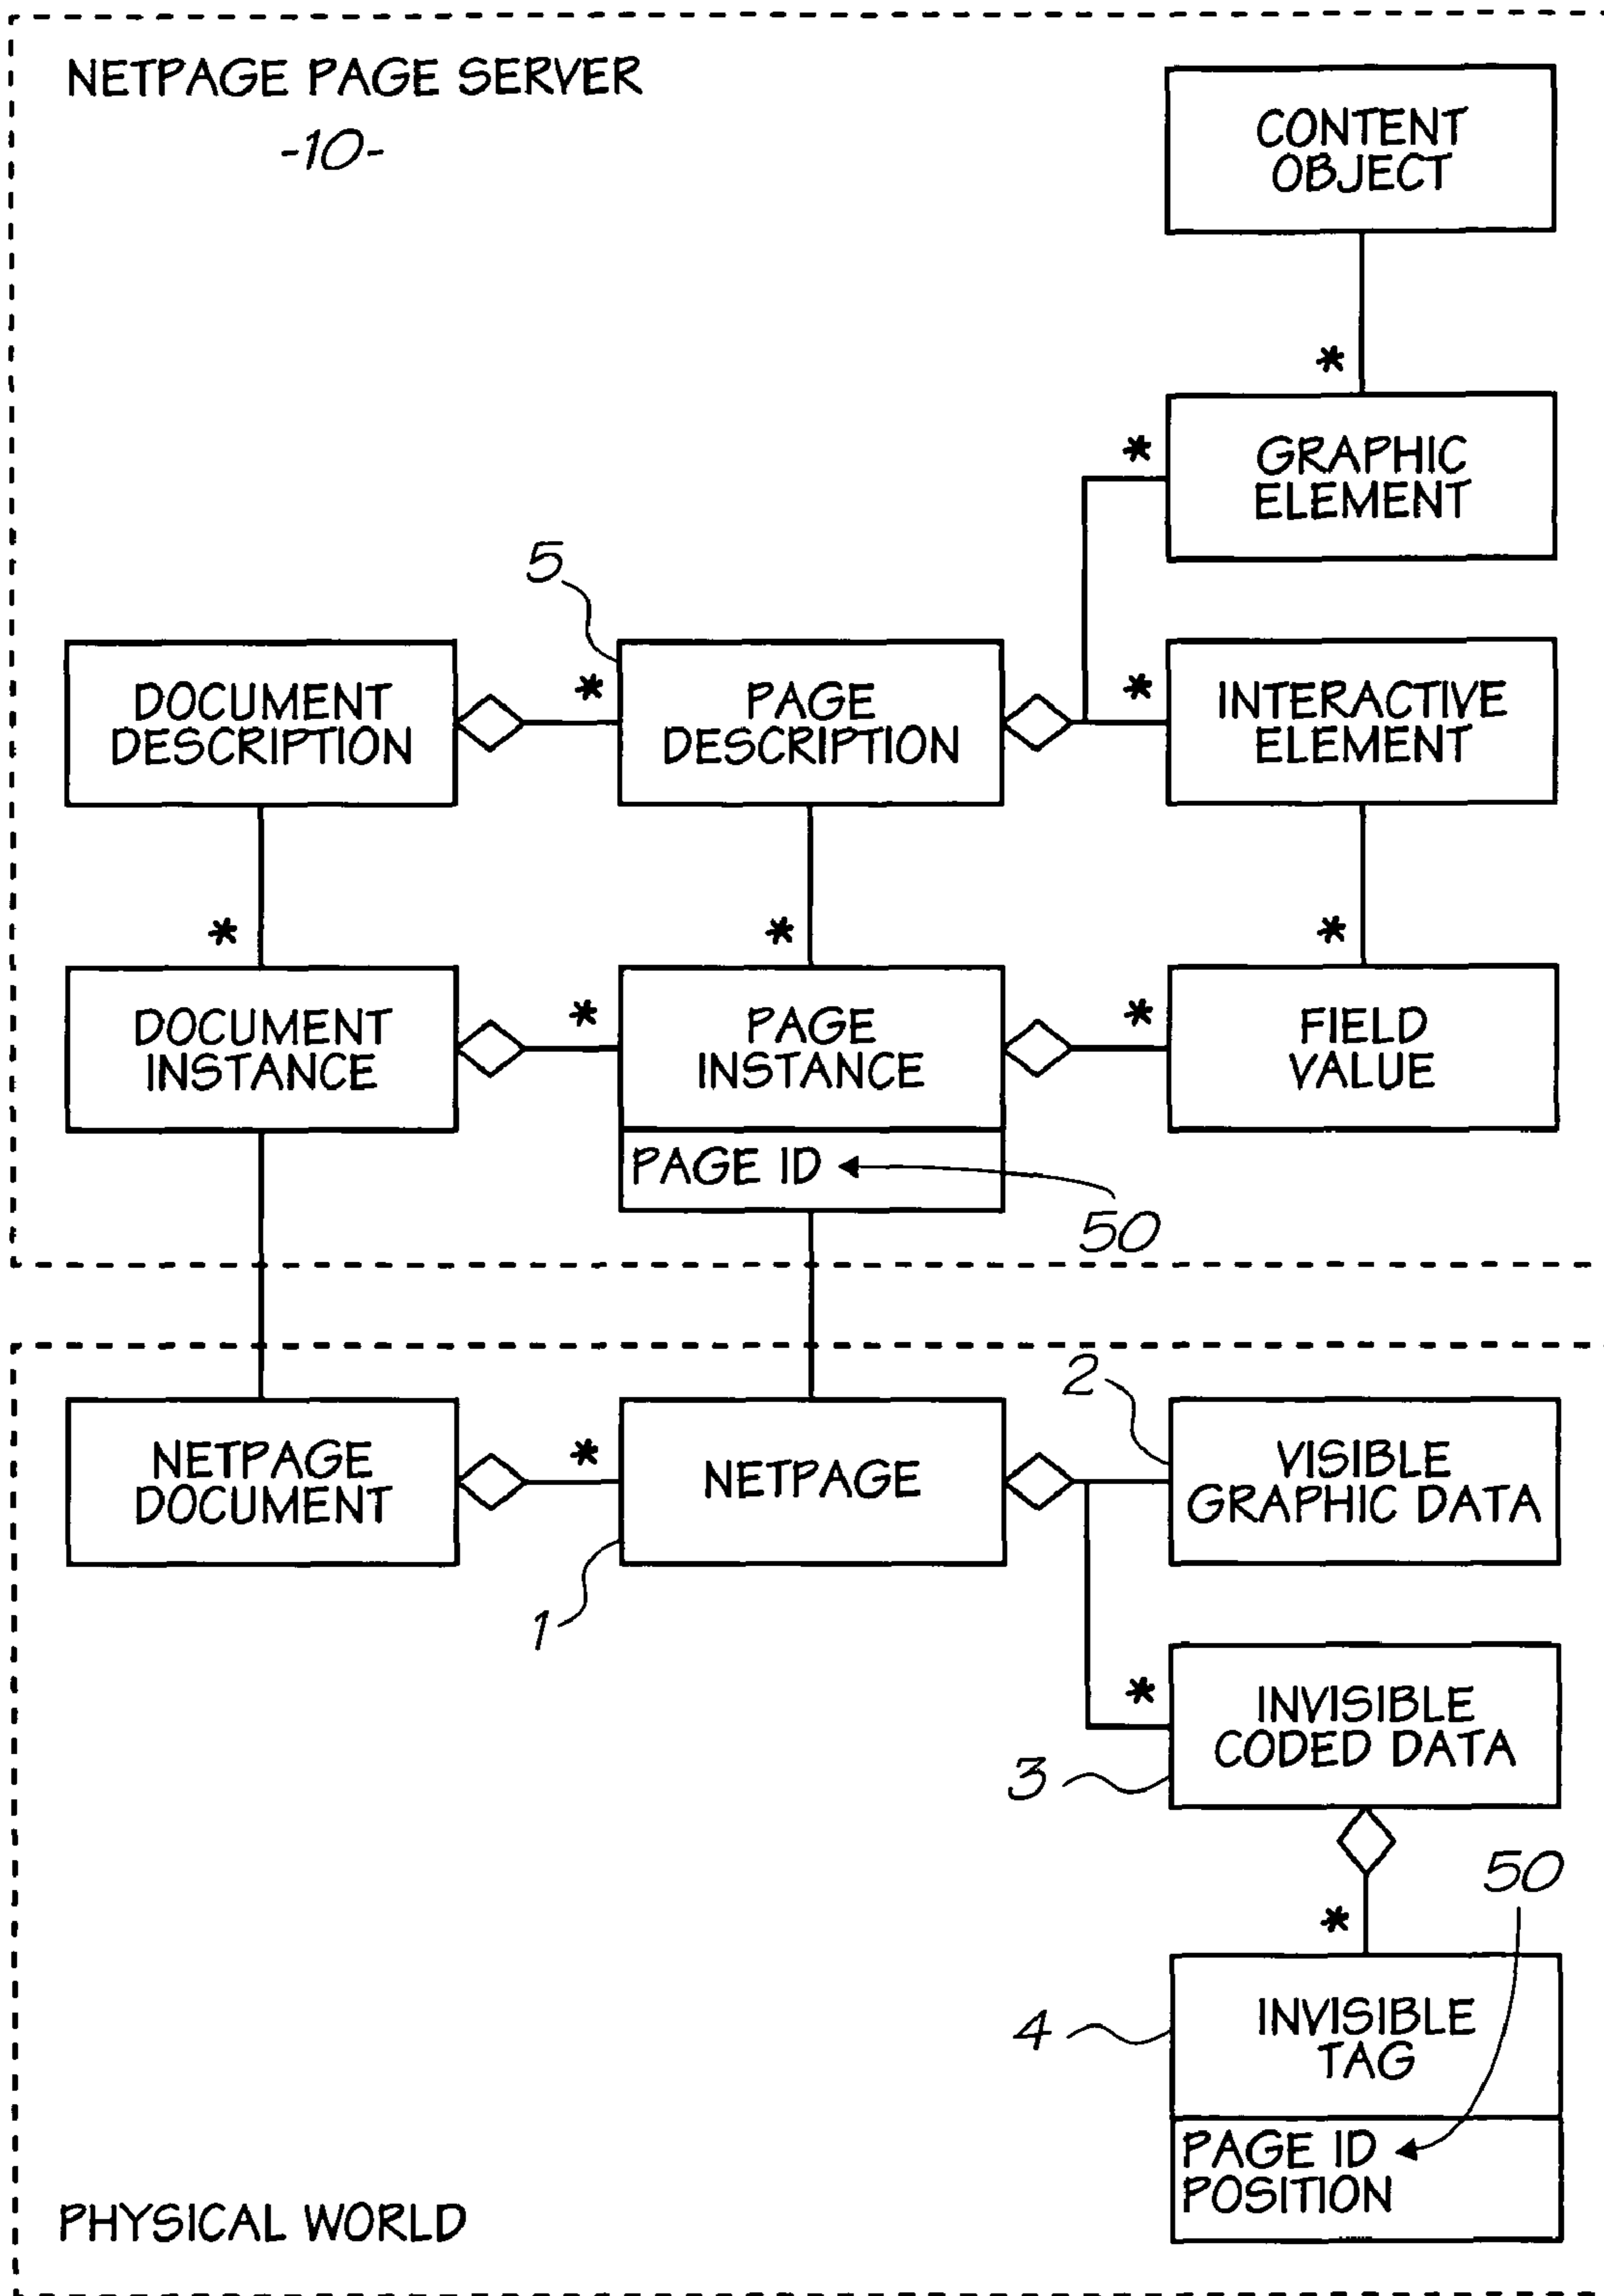 NETPAGE PAGE SERVER
-10-
CONTENT
OBJECT
*
*
GRAPHIC
ELEMENT
5
DOCUMENT
DESCRIPTION
*
PAGE
DESCRIPTION
*
INTERACTIVE
ELEMENT
*
*
*
DOCUMENT
INSTANCE
*
PAGE
INSTANCE
*
FIELD
VALUE
PAGE ID
50
2
NETPAGE
DOCUMENT
*
NETPAGE
VISIBLE
GRAPHIC DATA
1
*
INVISIBLE
CODED DATA
3
50
*
4
INVISIBLE
TAG
PAGE ID
POSITION
PHYSICAL WORLD